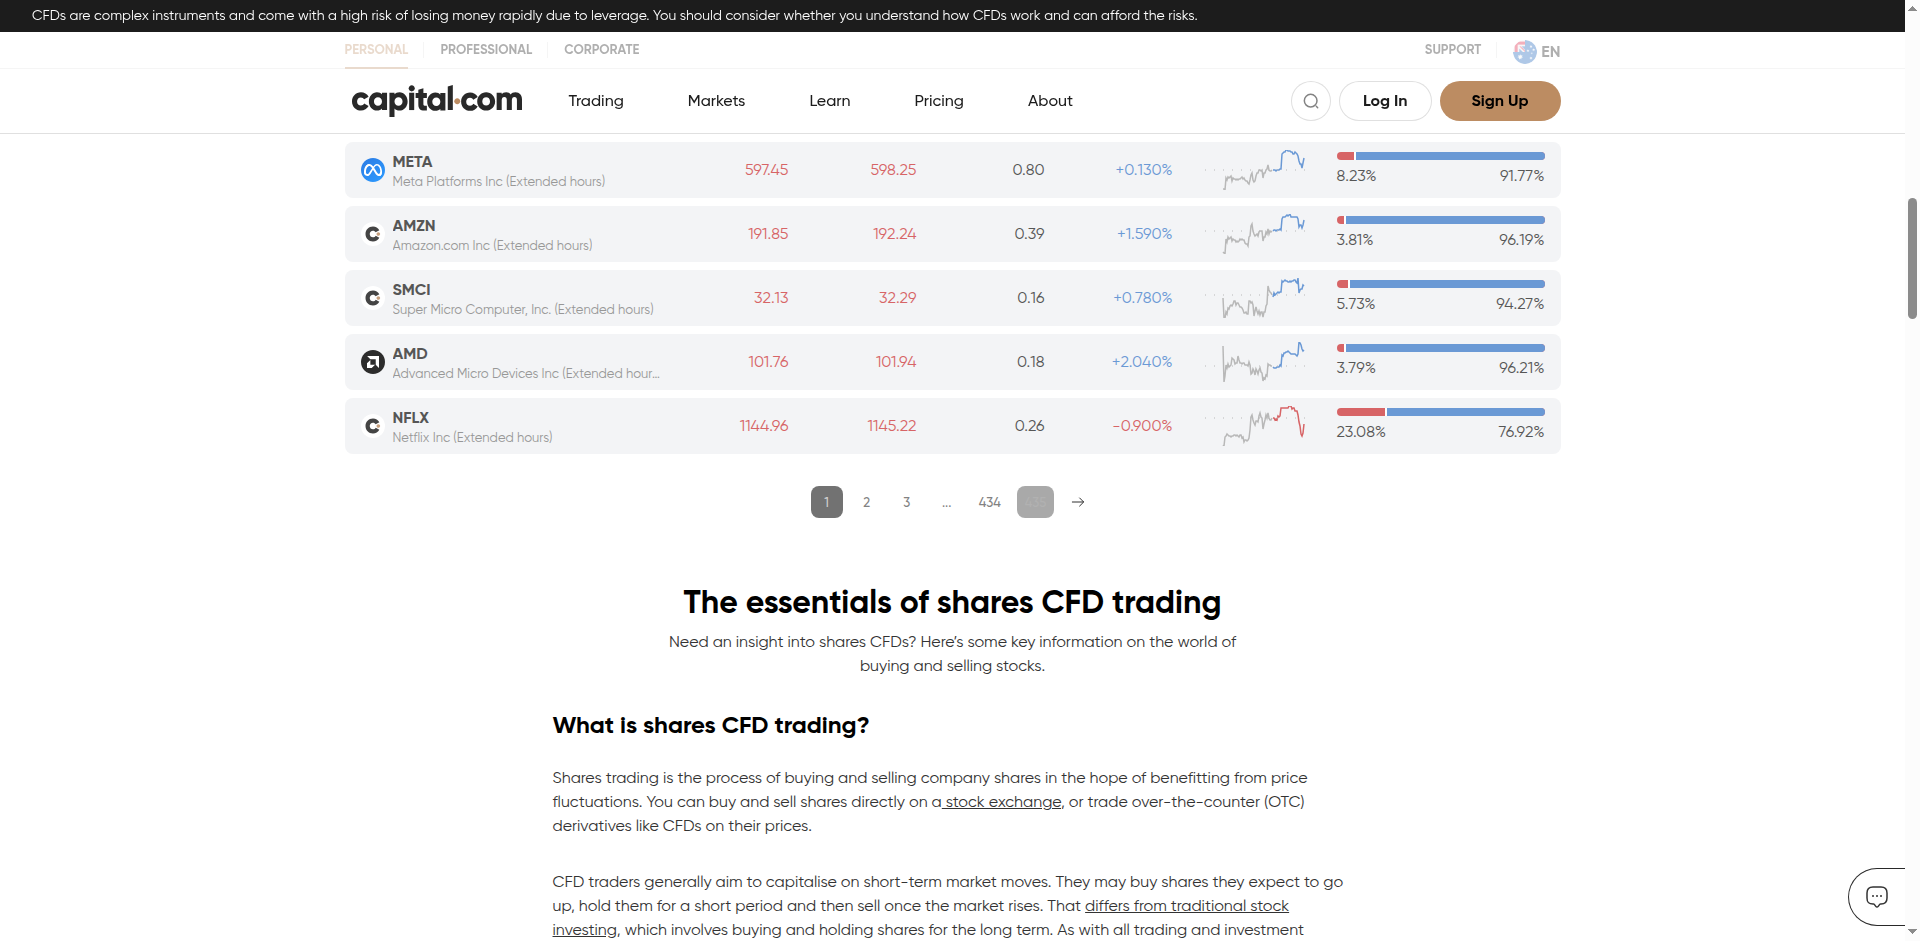 CFDs are complex instruments and come with a high risk of losing money rapidly due to leverage. You should consider whether you understand how CFDs work and can afford the risks.
PERSONAL PROFESSIONAL CORPORATE SUPPORT EN
capital.com Trading Markets Learn Pricing About Log In Sign Up
META 597.45 598.25 0.80 +0.130%
Meta Platforms Inc (Extended hours) 8.23% 91.77%
AMZN 191.85 192.24 0.39 +1.590%
Amazon.com Inc (Extended hours) 3.81% 96.19%
SMCI 32.13 32.29 0.16 +0.780%
Super Micro Computer, Inc. (Extended hours) 5.73% 94.27%
AMD 101.76 101.94 0.18 +2.040%
Advanced Micro Devices Inc (Extended hour... 3.79% 96.21%
NFLX 1144.96 1145.22 0.26 -0.900%
Netflix Inc (Extended hours) 23.08% 76.92%
1 2 3 ... 434 435
The essentials of shares CFD trading
Need an insight into shares CFDs? Here’s some key information on the world of
buying and selling stocks.
What is shares CFD trading?
Shares trading is the process of buying and selling company shares in the hope of benefitting from price
fluctuations. You can buy and sell shares directly on a stock exchange, or trade over-the-counter (OTC)
derivatives like CFDs on their prices.
CFD traders generally aim to capitalise on short-term market moves. They may buy shares they expect to go
up, hold them for a short period and then sell once the market rises. That differs from traditional stock
investing, which involves buying and holding shares for the long term. As with all trading and investment